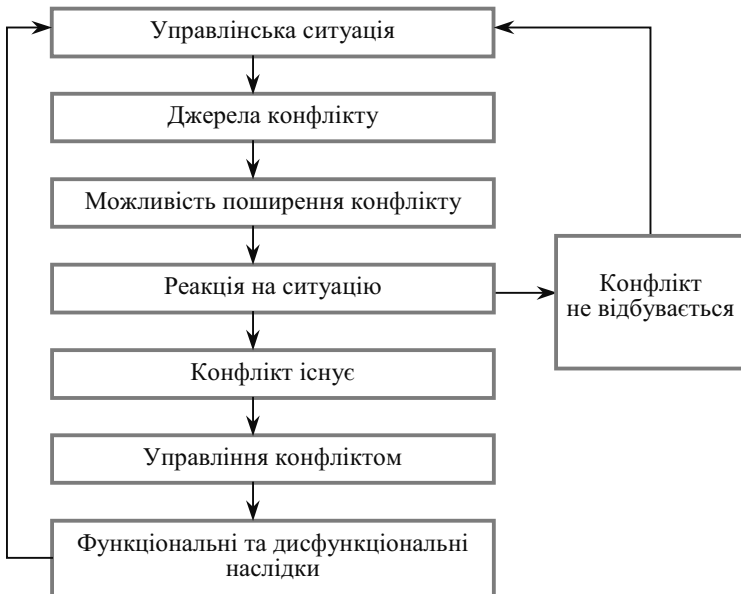 Управлінська ситуація
Джерела конфлікту
Можливість поширення конфлікту
Реакція на ситуацію
Конфлікт
не відбувається
Конфлікт існує
Управління конфліктом
Функціональні та дисфункціональні
наслідки